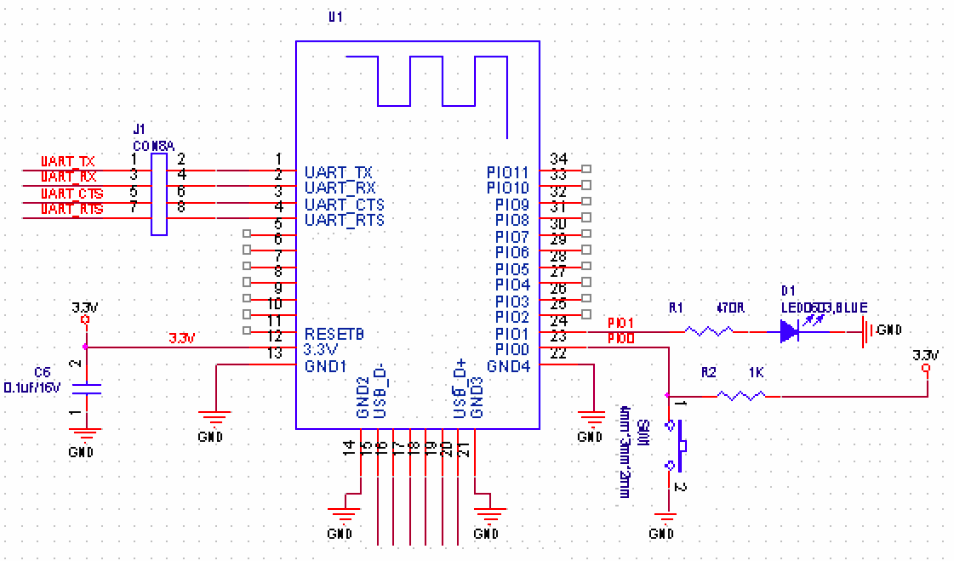 U1
J1
CON8A
UART_TX 1 2
UART_RX 3 4
UART_CTS 5 6
UART_RTS 7 8
1 UART_TX
2 UART_RX
3 UART_CTS
4 UART_RTS
5
6
7
8
9
10
11 RESETB
12 3.3V
13 GND1
34 PIO11
33 PIO10
32 PIO9
31 PIO8
30 PIO7
29 PIO6
28 PIO5
27 PIO4
26 PIO3
25 PIO2
24 PIO1
23 PIO0
22 GND4
GND2
USB_D-
USB_D+
GND3
14 15 16 17 18 19 20 21
3.3V
3.3V
2
C6
0.1uf/16V
1
GND
GND
GND
GND
GND
PIO1
PIO0
R1 470R
D1
LED0603,BLUE
GND
3.3V
R2 1K
1
SW1
4mm*3mm*2mm
2
GND